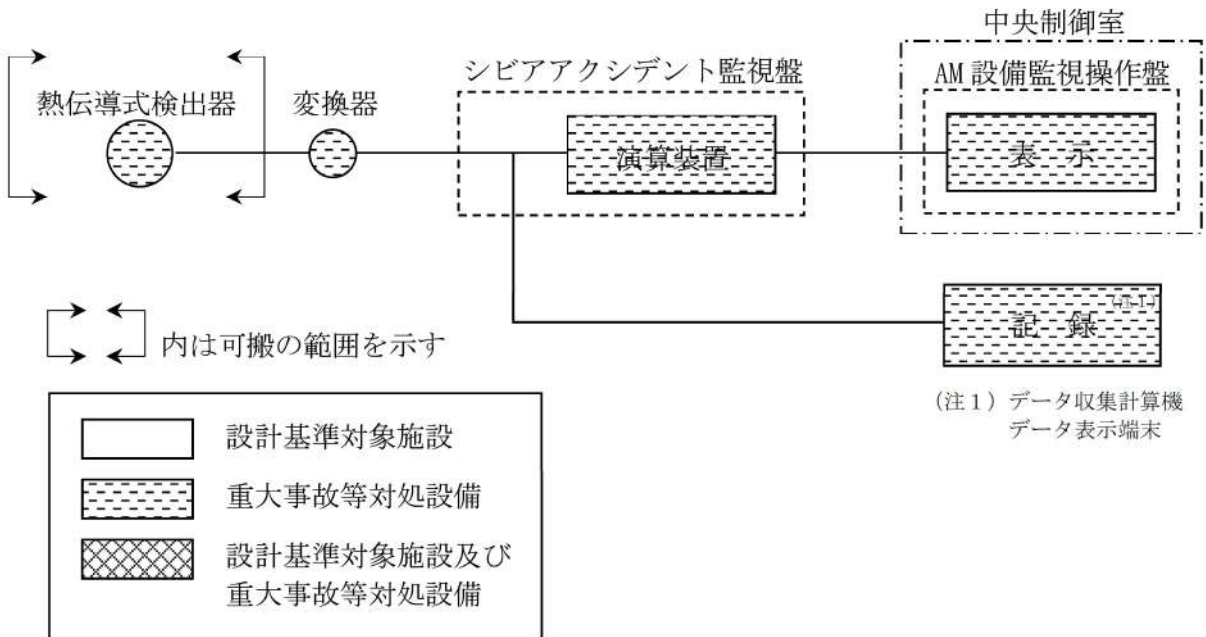 中央制御室
シビアアクシデント監視盤
AM 設備監視操作盤
熱伝導式検出器
変換器
演算装置
表 示
記 録
(注1)
内は可搬の範囲を示す
(注1) データ収集計算機
データ表示端末
設計基準対象施設
重大事故等対処設備
設計基準対象施設及び
重大事故等対処設備